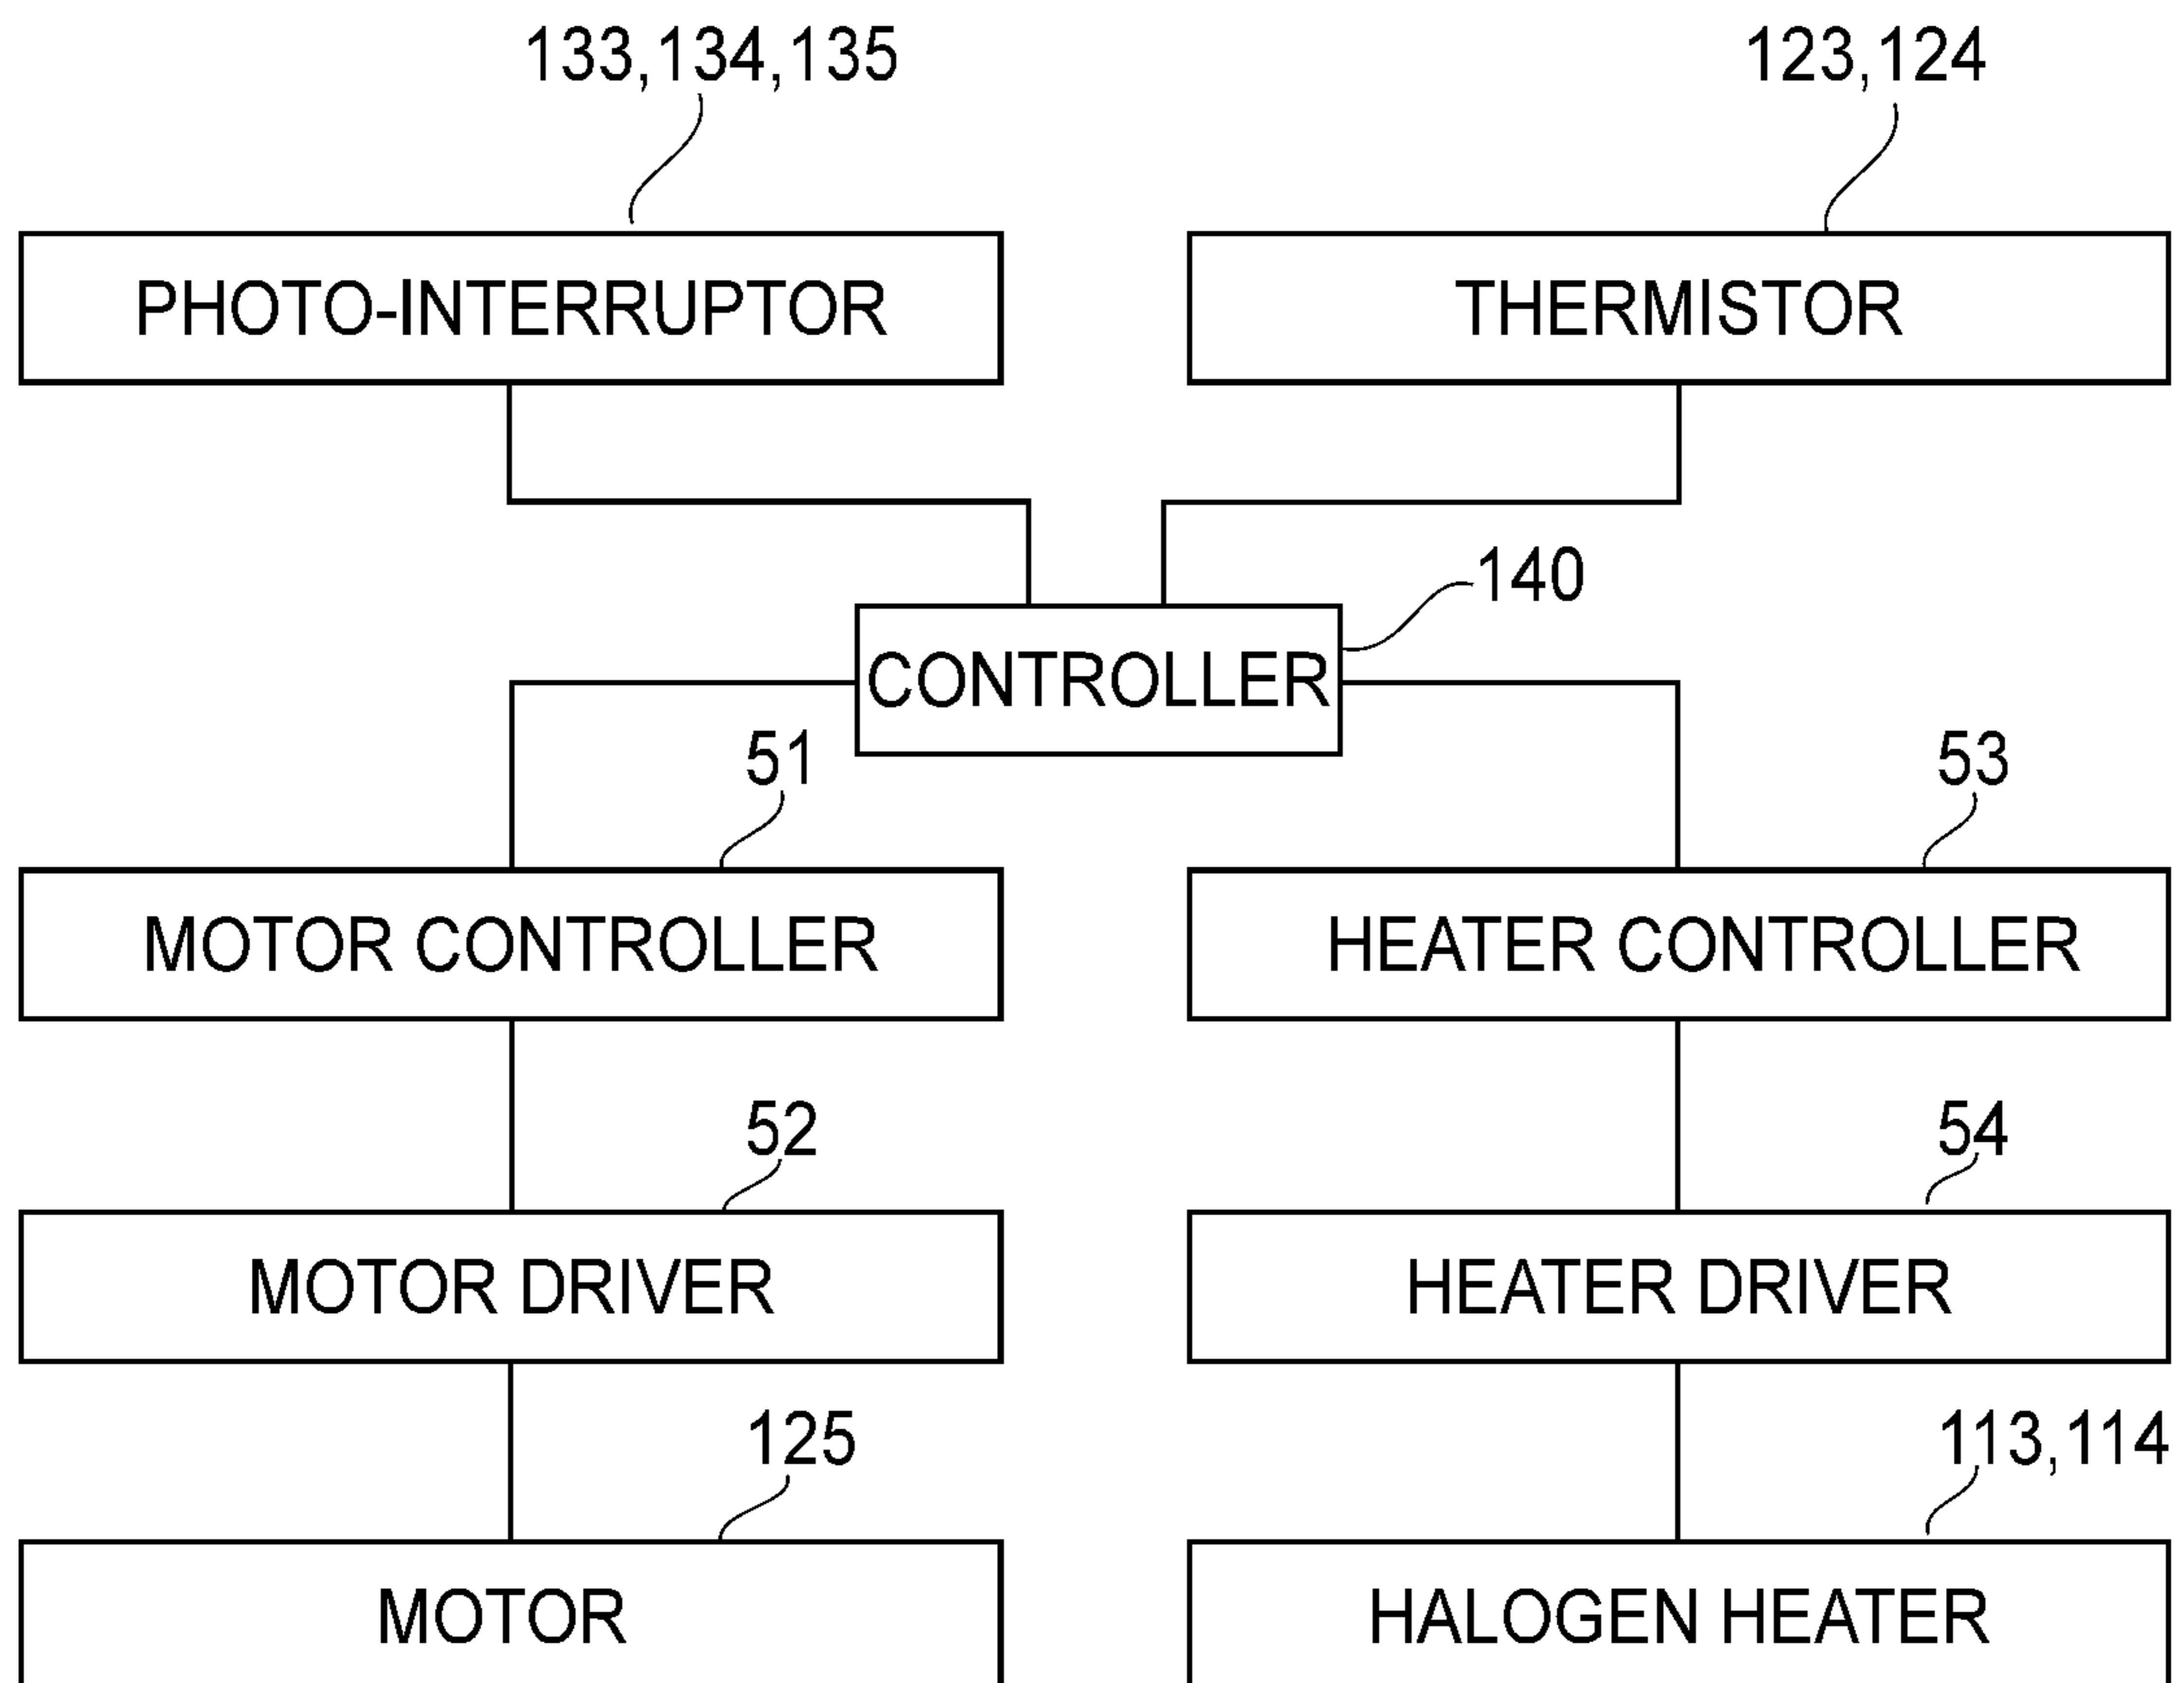 133,134,135
123,124
PHOTO-INTERRUPTOR
THERMISTOR
140
CONTROLLER
51
53
MOTOR CONTROLLER
HEATER CONTROLLER
52
54
MOTOR DRIVER
HEATER DRIVER
125
113,114
MOTOR
HALOGEN HEATER